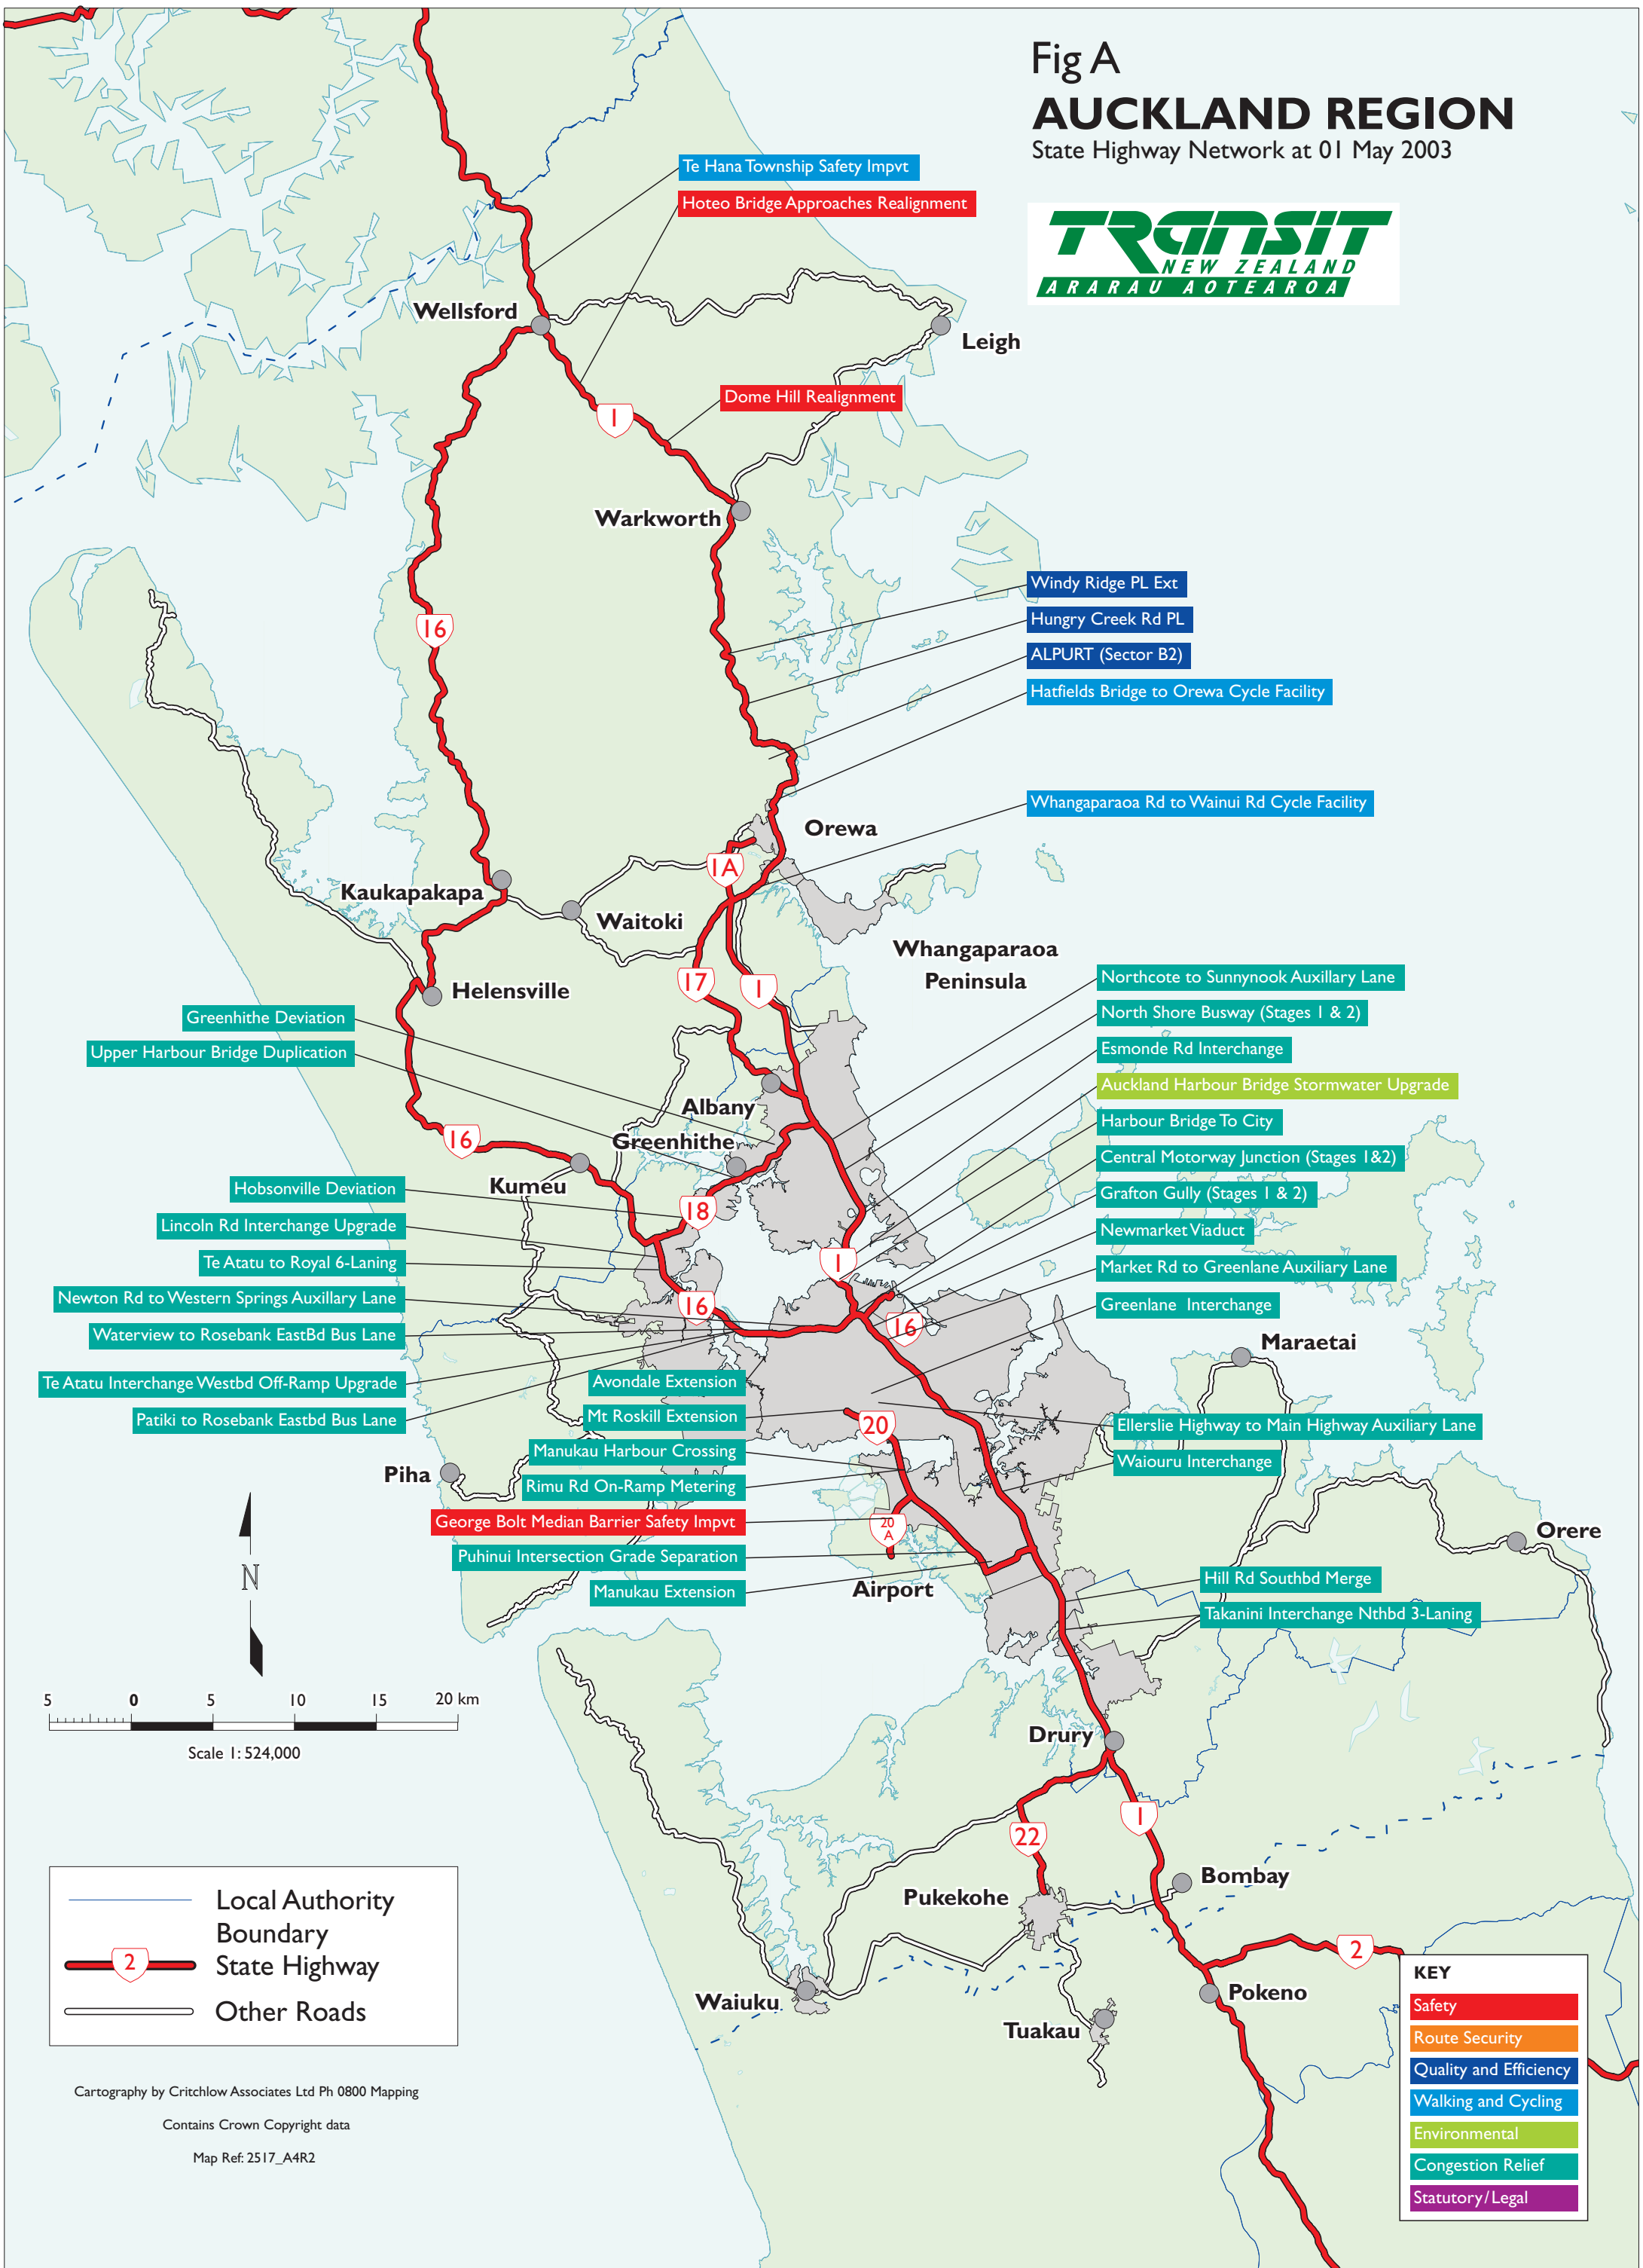 Fig A
AUCKLAND REGION
State Highway Network at 01 May 2003
TRANSIT
NEW ZEALAND
ARARAU AOTEAROA
Te Hana Township Safety Impvt
Hoteo Bridge Approaches Realignment
Wellsford
Leigh
Dome Hill Realignment
1
Warkworth
Windy Ridge PL Ext
Hungry Creek Rd PL
16
ALPURT (Sector B2)
Hatfields Bridge to Orewa Cycle Facility
Whangaparaoa Rd to Wainui Rd Cycle Facility
Orewa
1A
Kaukapakapa
Waitoki
Whangaparaoa
Peninsula
17
1
Helensville
Northcote to Sunnynook Auxillary Lane
North Shore Busway (Stages 1 & 2)
Esmonde Rd Interchange
Auckland Harbour Bridge Stormwater Upgrade
Harbour Bridge To City
Central Motorway Junction (Stages 1&2)
Grafton Gully (Stages 1 & 2)
Newmarket Viaduct
Market Rd to Greenlane Auxiliary Lane
Greenlane Interchange
Greenhithe Deviation
Upper Harbour Bridge Duplication
Albany
Greenhithe
16
Kumeu
18
1
16
16
Hobsonville Deviation
Lincoln Rd Interchange Upgrade
Te Atatu to Royal 6-Laning
Newton Rd to Western Springs Auxillary Lane
Waterview to Rosebank EastBd Bus Lane
Te Atatu Interchange Westbd Off-Ramp Upgrade
Patiki to Rosebank Eastbd Bus Lane
Maraetai
Avondale Extension
Mt Roskill Extension
Manukau Harbour Crossing
Rimu Rd On-Ramp Metering
George Bolt Median Barrier Safety Impvt
Puhinui Intersection Grade Separation
Manukau Extension
20
20
A
Ellerslie Highway to Main Highway Auxiliary Lane
Waiouru Interchange
Piha
Orere
Airport
Hill Rd Southbd Merge
Takanini Interchange Nthbd 3-Laning
N
5 0 5 10 15 20 km
Scale 1: 524,000
Drury
1
22
Bombay
Pukekohe
2
Pokeno
Waiuku
Tuakau
Local Authority
Boundary
2
State Highway
Other Roads
Cartography by Critchlow Associates Ltd Ph 0800 Mapping
Contains Crown Copyright data
Map Ref: 2517_A4R2
KEY
Safety
Route Security
Quality and Efficiency
Walking and Cycling
Environmental
Congestion Relief
Statutory/Legal